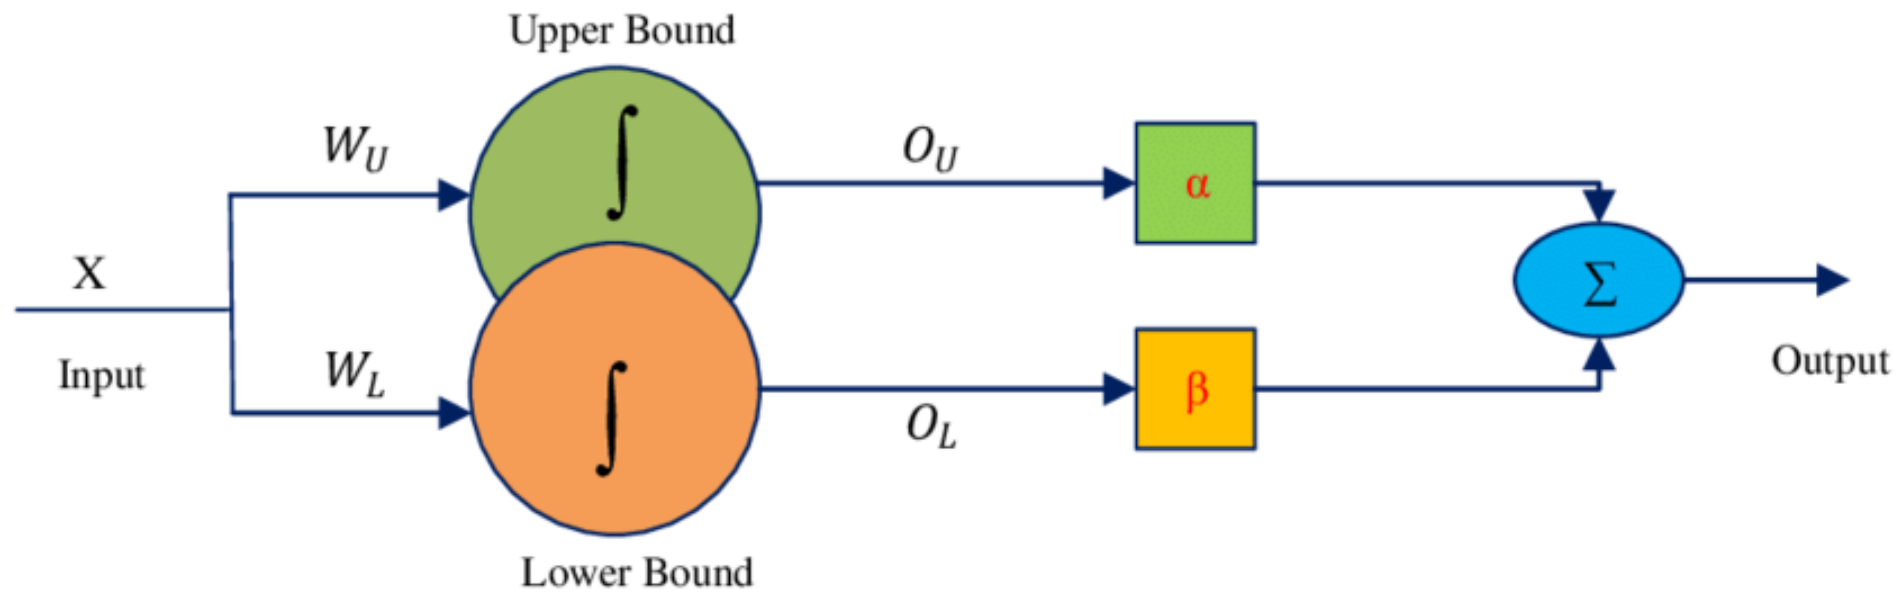 Upper Bound
∫
W_U
O_U
α
X
Σ
Input
W_L
∫
O_L
β
Output
Lower Bound